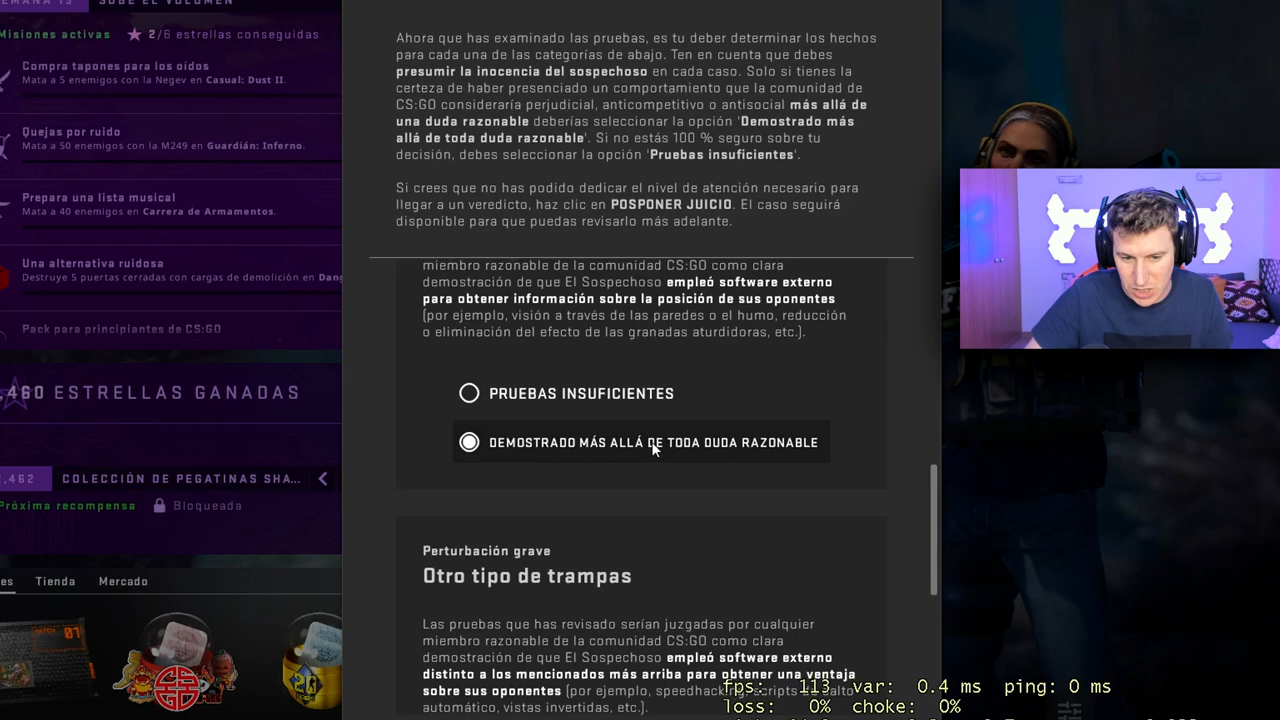 SUBE EL VOLUMEN
Misiones activas
2/6 estrellas conseguidas
Compra tapones para los oídos
Mata a 5 enemigos con la Negev en Casual: Dust II.
Quejas por ruido
Mata a 50 enemigos con la M249 en Guardián: Inferno.
Prepara una lista musical
Mata a 40 enemigos en Carrera de Armamentos.
Una alternativa ruidosa
Destruye 5 puertas cerradas con cargas de demolición en Dang
Pack para principiantes de CS:GO
,460 ESTRELLAS GANADAS
,462
COLECCIÓN DE PEGATINAS SHA...
Próxima recompensa
Bloqueada
es
Tienda
Mercado
PATCH 01
Ahora que has examinado las pruebas, es tu deber determinar los hechos
para cada una de las categorías de abajo. Ten en cuenta que debes
presumir la inocencia del sospechoso en cada caso. Solo si tienes la
certeza de haber presenciado un comportamiento que la comunidad de
CS:GO consideraría perjudicial, anticompetitivo o antisocial más allá de
una duda razonable deberías seleccionar la opción 'Demostrado más
allá de toda duda razonable'. Si no estás 100 % seguro sobre tu
decisión, debes seleccionar la opción 'Pruebas insuficientes'.
Si crees que no has podido dedicar el nivel de atención necesario para
llegar a un veredicto, haz clic en POSPONER JUICIO. El caso seguirá
disponible para que puedas revisarlo más adelante.
miembro razonable de la comunidad CS:GO como clara
demostración de que El Sospechoso empleó software externo
para obtener información sobre la posición de sus oponentes
(por ejemplo, visión a través de las paredes o el humo, reducción
o eliminación del efecto de las granadas aturdidoras, etc.).
PRUEBAS INSUFICIENTES
DEMOSTRADO MÁS ALLÁ DE TODA DUDA RAZONABLE
Perturbación grave
Otro tipo de trampas
Las pruebas que has revisado serían juzgadas por cualquier
miembro razonable de la comunidad CS:GO como clara
demostración de que El Sospechoso empleó software externo
distinto a los mencionados más arriba para obtener una ventaja
sobre sus oponentes (por ejemplo, speedhack, scripts de salto
automático, vistas invertidas, etc.).
fps: 113 var: 0.4 ms ping: 0 ms
loss: 0% choke: 0%